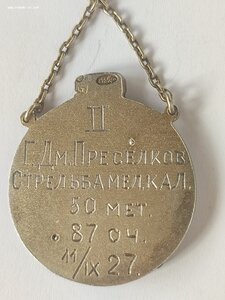 II
Г. Дм. Преселков
Стрельба мелк.кал.
50 мет.
87 оч.
11/IX 27.